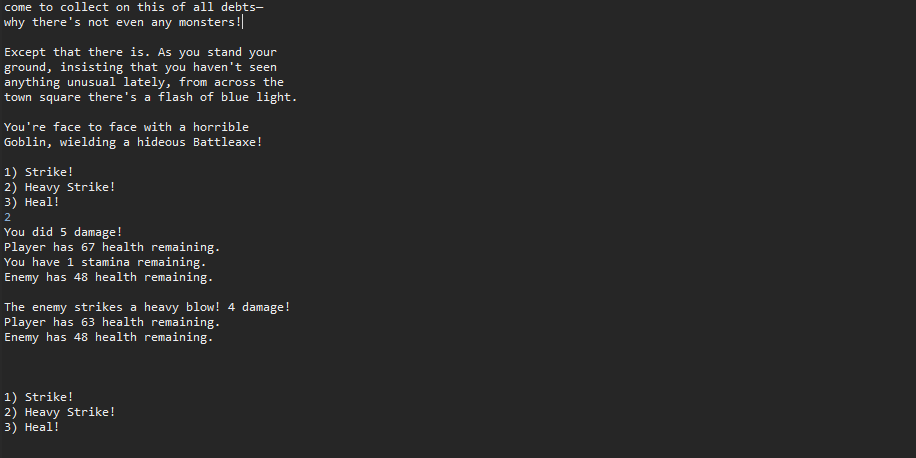 come to collect on this of all debts—
why there's not even any monsters!
Except that there is. As you stand your
ground, insisting that you haven't seen
anything unusual lately, from across the
town square there's a flash of blue light.
You're face to face with a horrible
Goblin, wielding a hideous Battleaxe!
1) Strike!
2) Heavy Strike!
3) Heal!
2
You did 5 damage!
Player has 67 health remaining.
You have 1 stamina remaining.
Enemy has 48 health remaining.
The enemy strikes a heavy blow! 4 damage!
Player has 63 health remaining.
Enemy has 48 health remaining.
1) Strike!
2) Heavy Strike!
3) Heal!